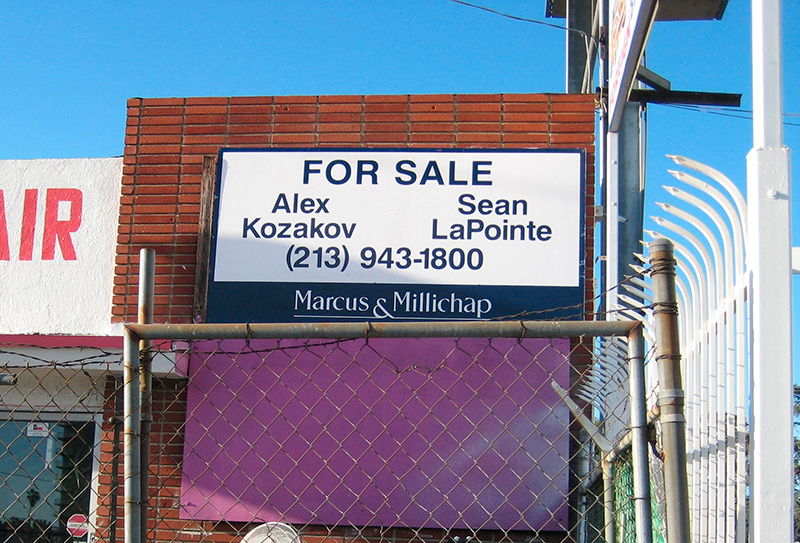 FOR SALE
Alex Sean
Kozakov LaPointe
(213) 943-1800
Marcus & Millichap
AIR